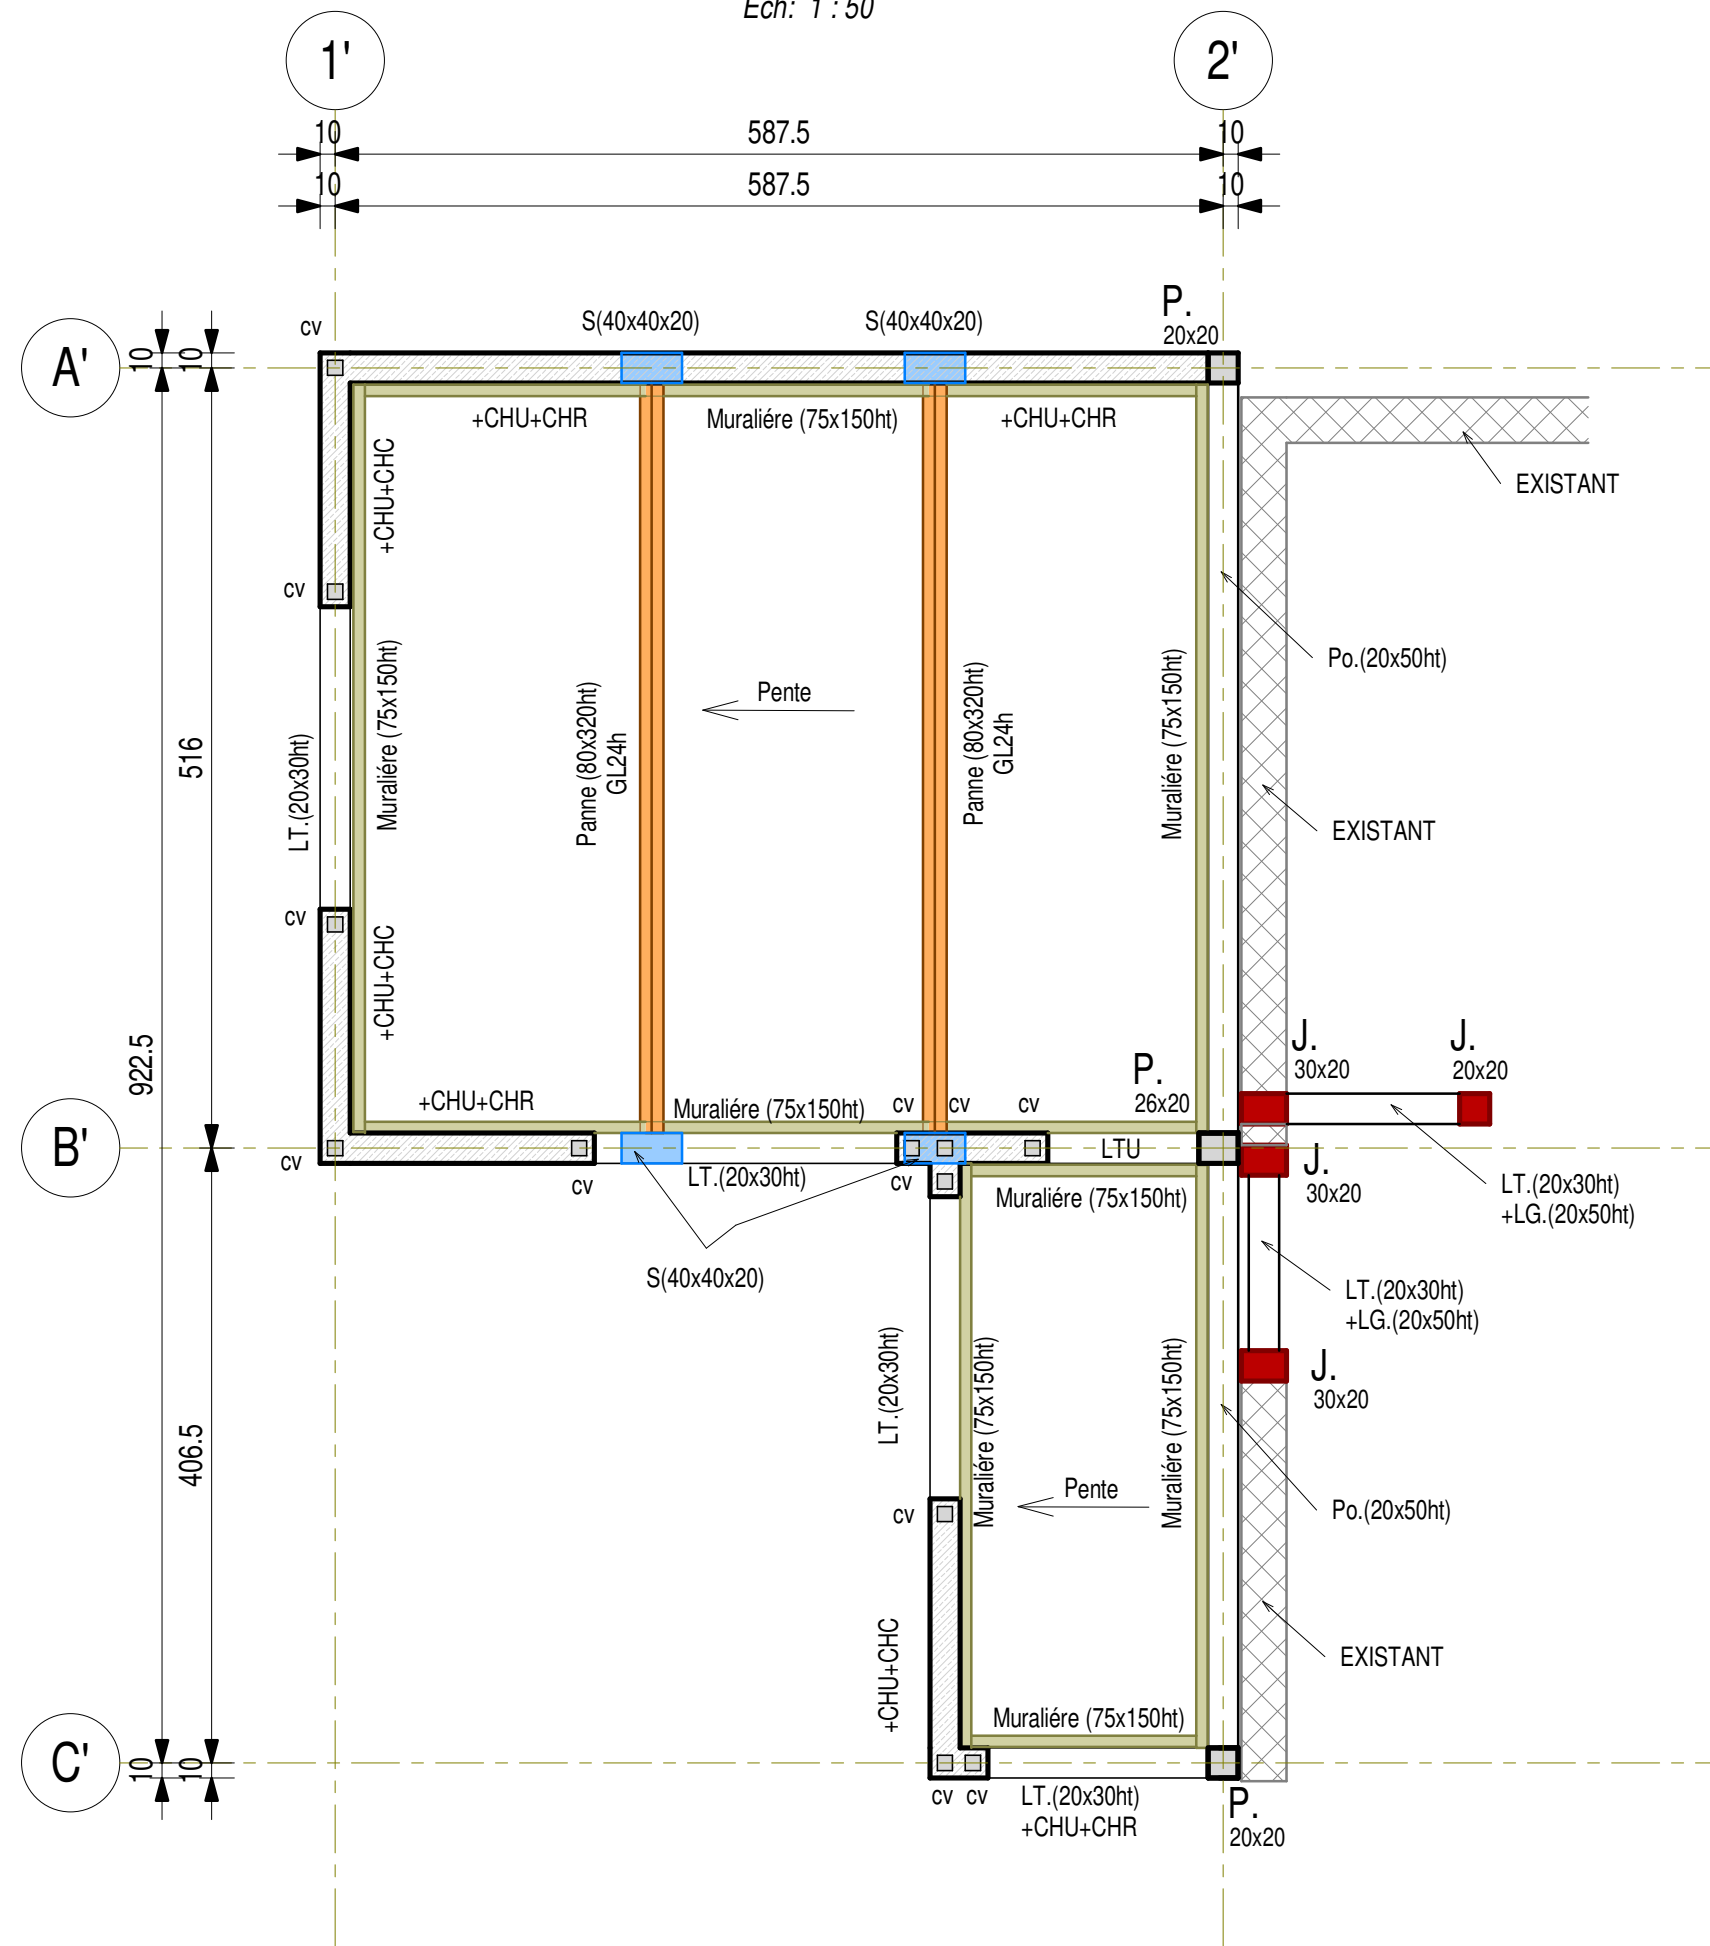 Ech: 1 : 50
1'
2'
10
587.5
10
10
587.5
10
P.
20x20
cv
S(40x40x20)
S(40x40x20)
A'
10
10
+CHU+CHR
Muraliére (75x150ht)
+CHU+CHR
+CHU+CHC
EXISTANT
cv
Po.(20x50ht)
Muraliére (75x150ht)
LT.(20x30ht)
Panne (80x320ht)
GL24h
Pente
Panne (80x320ht)
GL24h
Muraliére (75x150ht)
516
EXISTANT
cv
+CHU+CHC
922.5
J.
30x20
J.
20x20
P.
26x20
+CHU+CHR
Muraliére (75x150ht)
cv
cv
cv
B'
cv
LTU
cv
LT.(20x30ht)
cv
Muraliére (75x150ht)
J.
30x20
LT.(20x30ht)
+LG.(20x50ht)
S(40x40x20)
LT.(20x30ht)
+LG.(20x50ht)
LT.(20x30ht)
Muraliére (75x150ht)
Muraliére (75x150ht)
J.
30x20
406.5
Pente
cv
Po.(20x50ht)
+CHU+CHC
EXISTANT
Muraliére (75x150ht)
C'
10
10
cv
cv
LT.(20x30ht)
+CHU+CHR
P.
20x20